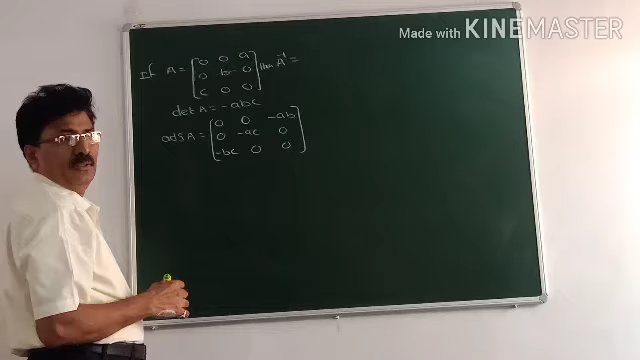 Made with KINEMASTER
If A = [0 0 a
0 b 0
c 0 0] then A⁻¹ =
det A = -abc
adj A = [0 0 -ab
0 -ac 0
-bc 0 0]